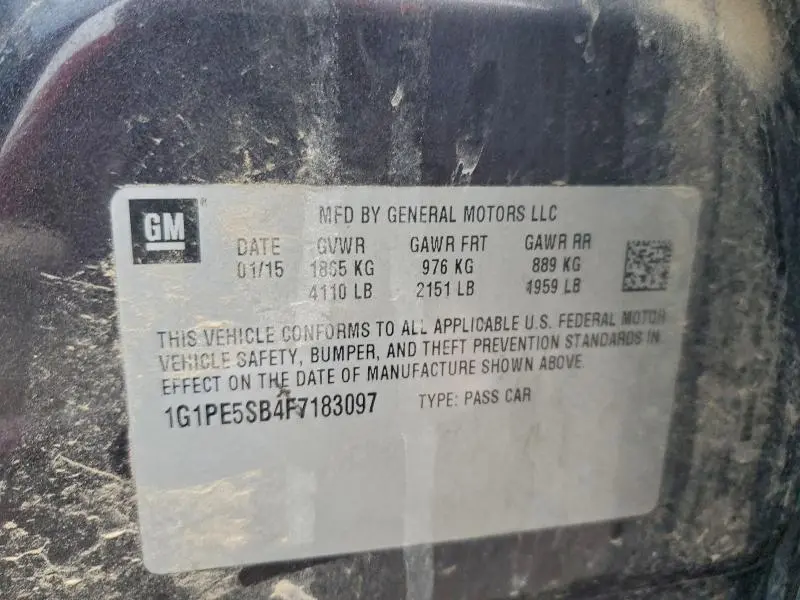 GM
MFD BY GENERAL MOTORS LLC
DATE GVWR GAWR FRT GAWR RR
01/15 1865 KG 976 KG 889 KG
4110 LB 2151 LB 1959 LB
THIS VEHICLE CONFORMS TO ALL APPLICABLE U.S. FEDERAL MOTOR
VEHICLE SAFETY, BUMPER, AND THEFT PREVENTION STANDARDS IN
EFFECT ON THE DATE OF MANUFACTURE SHOWN ABOVE.
1G1PE5SB4F7183097 TYPE: PASS CAR